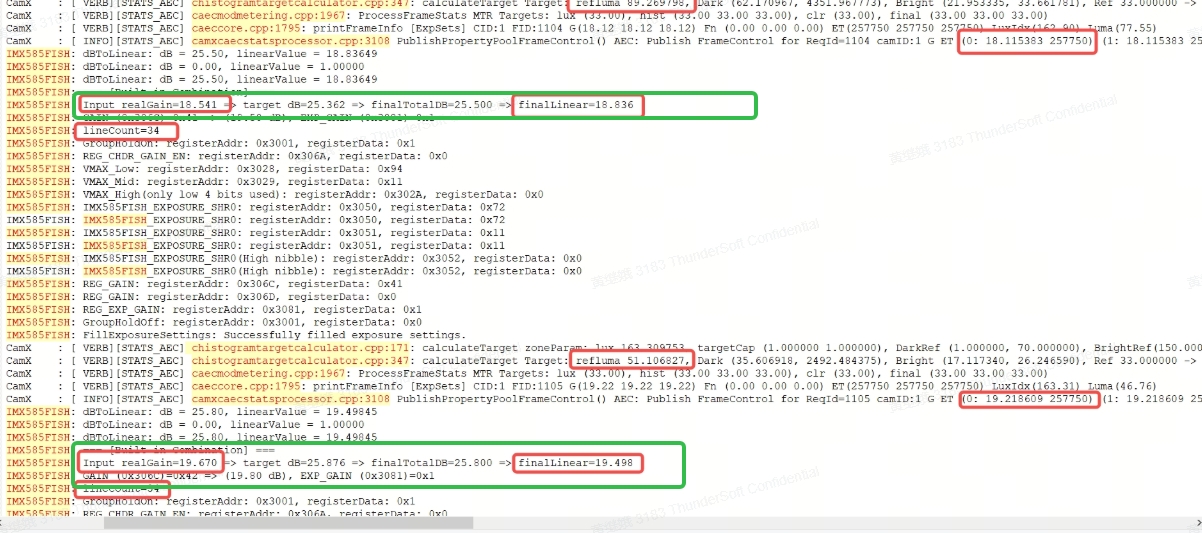 CamX : [ VERB][STATS_AEC] chistogramtargetcalculator.cpp:347: calculateTarget Target: refluma 89.269798, Dark (62.170967, 4351.967773), Bright (21.953335, 33.661781), Ref 33.000000 ->
CamX : [ VERB][STATS_AEC] caecmodmetering.cpp:1967: ProcessFrameStats MTR Targets: lux (33.00), hist (33.00 33.00 33.00), clr (33.00), final (33.00 33.00 33.00)
CamX : [ VERB][STATS_AEC] caeccore.cpp:1795: printFrameInfo [ExpSets] CID:1 FID:1104 G(18.12 18.12 18.12) Fn (0.00 0.00 0.00) ET(257750 257750 257750) LuxIdx(162.90) Luma(77.55)
CamX : [ INFO][STATS_AEC] camxcaecstatsprocessor.cpp:3108 PublishPropertyPoolFrameControl() AEC: Publish FrameControl for ReqId=1104 camID:1 G ET (0: 18.115383 257750) (1: 18.115383 25
IMX585FISH: dBToLinear: dB = 25.50, linearValue = 18.83649
IMX585FISH: dBToLinear: dB = 0.00, linearValue = 1.00000
IMX585FISH: dBToLinear: dB = 25.50, linearValue = 18.83649
IMX585FISH: [Built-in Combination]
IMX585FISH: Input realGain=18.541 => target dB=25.362 => finalTotalDB=25.500 => finalLinear=18.836
IMX585FISH: GAIN (0x306C)=0x41 => (19.50 dB), EXP_GAIN (0x3081)=0x1
IMX585FISH: lineCount=34
IMX585FISH: GroupHoldOn: registerAddr: 0x3001, registerData: 0x1
IMX585FISH: REG_CHDR_GAIN_EN: registerAddr: 0x306A, registerData: 0x0
IMX585FISH: VMAX_Low: registerAddr: 0x3028, registerData: 0x94
IMX585FISH: VMAX_Mid: registerAddr: 0x3029, registerData: 0x11
IMX585FISH: VMAX_High(only low 4 bits used): registerAddr: 0x302A, registerData: 0x0
IMX585FISH: IMX585FISH_EXPOSURE_SHR0: registerAddr: 0x3050, registerData: 0x72
IMX585FISH: IMX585FISH_EXPOSURE_SHR0: registerAddr: 0x3050, registerData: 0x72
IMX585FISH: IMX585FISH_EXPOSURE_SHR0: registerAddr: 0x3051, registerData: 0x11
IMX585FISH: IMX585FISH_EXPOSURE_SHR0: registerAddr: 0x3051, registerData: 0x11
IMX585FISH: IMX585FISH_EXPOSURE_SHR0(High nibble): registerAddr: 0x3052, registerData: 0x0
IMX585FISH: IMX585FISH_EXPOSURE_SHR0(High nibble): registerAddr: 0x3052, registerData: 0x0
IMX585FISH: REG_GAIN: registerAddr: 0x306C, registerData: 0x41
IMX585FISH: REG_GAIN: registerAddr: 0x306D, registerData: 0x0
IMX585FISH: REG_EXP_GAIN: registerAddr: 0x3081, registerData: 0x1
IMX585FISH: GroupHoldOff: registerAddr: 0x3001, registerData: 0x0
IMX585FISH: FillExposureSettings: Successfully filled exposure settings.
CamX : [ VERB][STATS_AEC] chistogramtargetcalculator.cpp:171: calculateTarget zoneParam: lux 163.309753, targetCap (1.000000 1.000000), DarkRef (1.000000, 70.000000), BrightRef(150.000
CamX : [ VERB][STATS_AEC] chistogramtargetcalculator.cpp:347: calculateTarget Target: refluma 51.106827, Dark (35.606918, 2492.484375), Bright (17.117340, 26.246590), Ref 33.000000 ->
CamX : [ VERB][STATS_AEC] caecmodmetering.cpp:1967: ProcessFrameStats MTR Targets: lux (33.00), hist (33.00 33.00 33.00), clr (33.00), final (33.00 33.00 33.00)
CamX : [ VERB][STATS_AEC] caeccore.cpp:1795: printFrameInfo [ExpSets] CID:1 FID:1105 G(19.22 19.22 19.22) Fn (0.00 0.00 0.00) ET(257750 257750 257750) LuxIdx(163.31) Luma(46.76)
CamX : [ INFO][STATS_AEC] camxcaecstatsprocessor.cpp:3108 PublishPropertyPoolFrameControl() AEC: Publish FrameControl for ReqId=1105 camID:1 G ET (0: 19.218609 257750) (1: 19.218609 25
IMX585FISH: dBToLinear: dB = 25.80, linearValue = 19.49845
IMX585FISH: dBToLinear: dB = 0.00, linearValue = 1.00000
IMX585FISH: dBToLinear: dB = 25.80, linearValue = 19.49845
IMX585FISH: === [Built-in Combination] ===
IMX585FISH: Input realGain=19.670 => target dB=25.876 => finalTotalDB=25.800 => finalLinear=19.498
IMX585FISH: GAIN (0x306C)=0x42 => (19.80 dB), EXP_GAIN (0x3081)=0x1
IMX585FISH: lineCount=34
IMX585FISH: GroupHoldOn: registerAddr: 0x3001, registerData: 0x1
IMX585FISH: REG_CHDR_GAIN_EN: registerAddr: 0x306A, registerData: 0x0